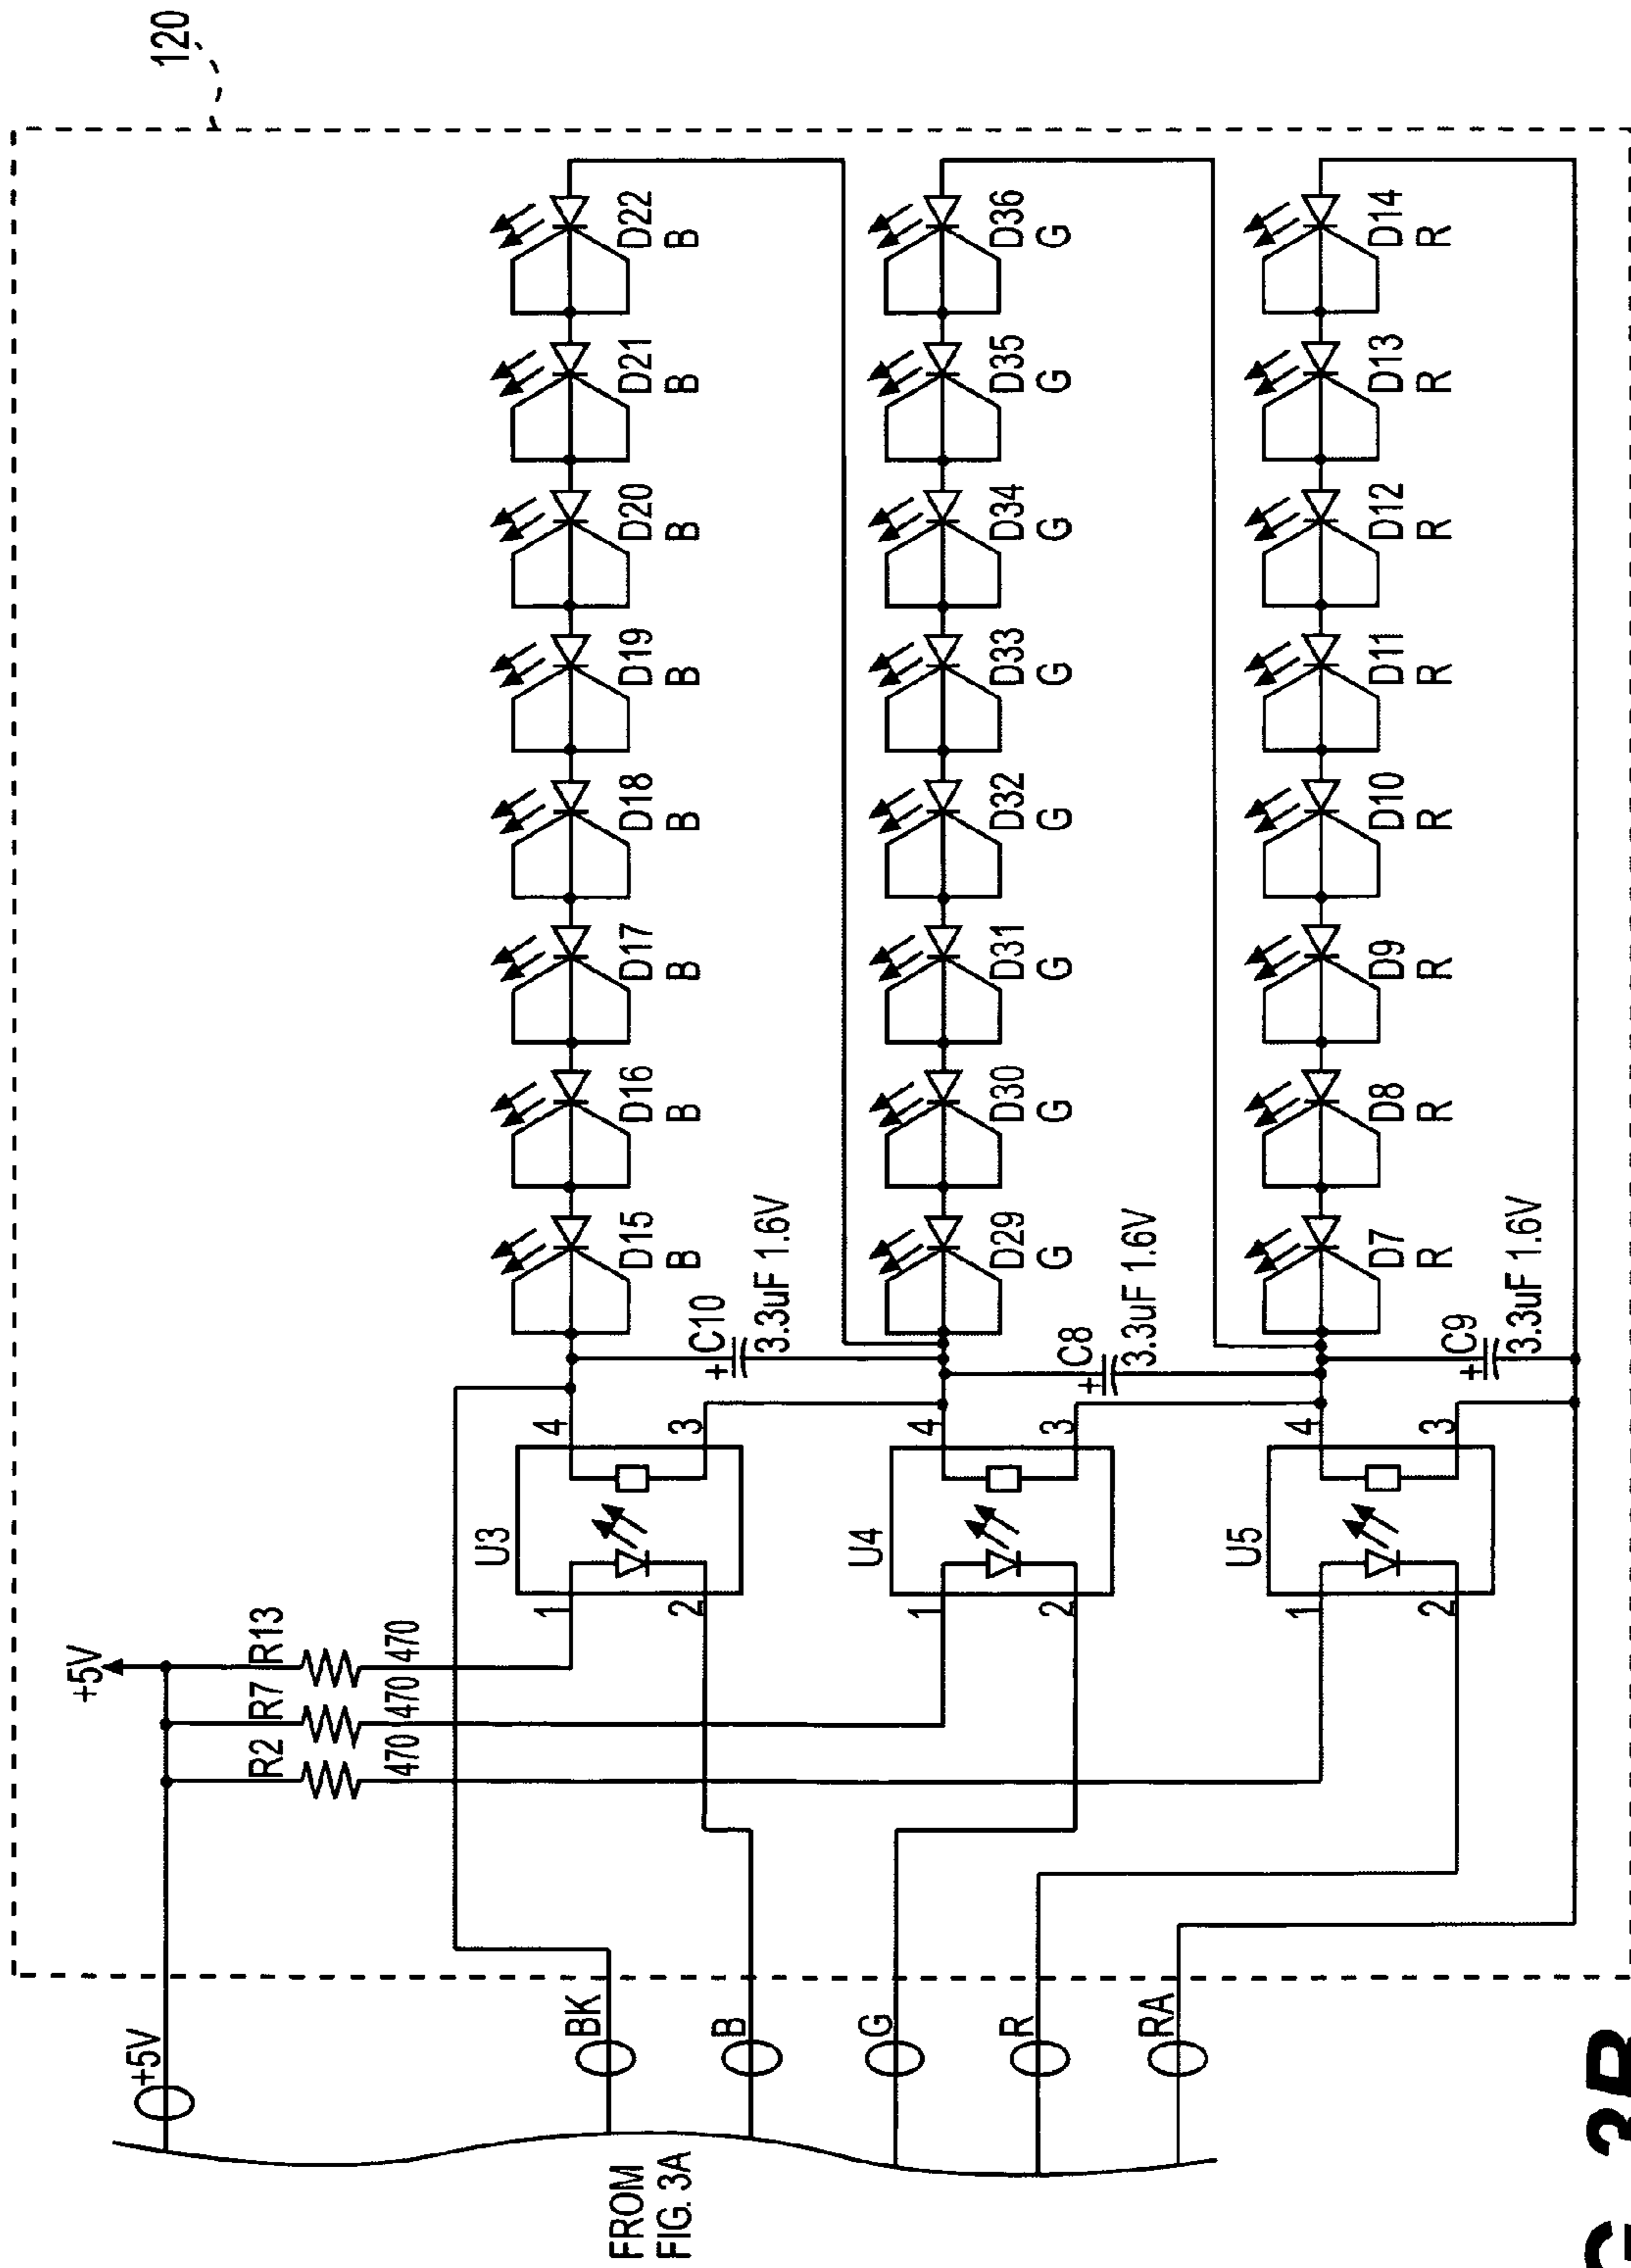 120
+5V
+5V
R2 R7 R13
470 470 470
U3
1 4
2 3
BK
B
FROM
FIG. 3A
D15 D16 D17 D18 D19 D20 D21 D22
B B B B B B B B
+ C10
3.3uF 1.6V
U4
1 4
2 3
G
D29 D30 D31 D32 D33 D34 D35 D36
G G G G G G G G
+ C8
3.3uF 1.6V
R
RA
U5
1 4
2 3
D7 D8 D9 D10 D11 D12 D13 D14
R R R R R R R R
+ C9
3.3uF 1.6V
3B